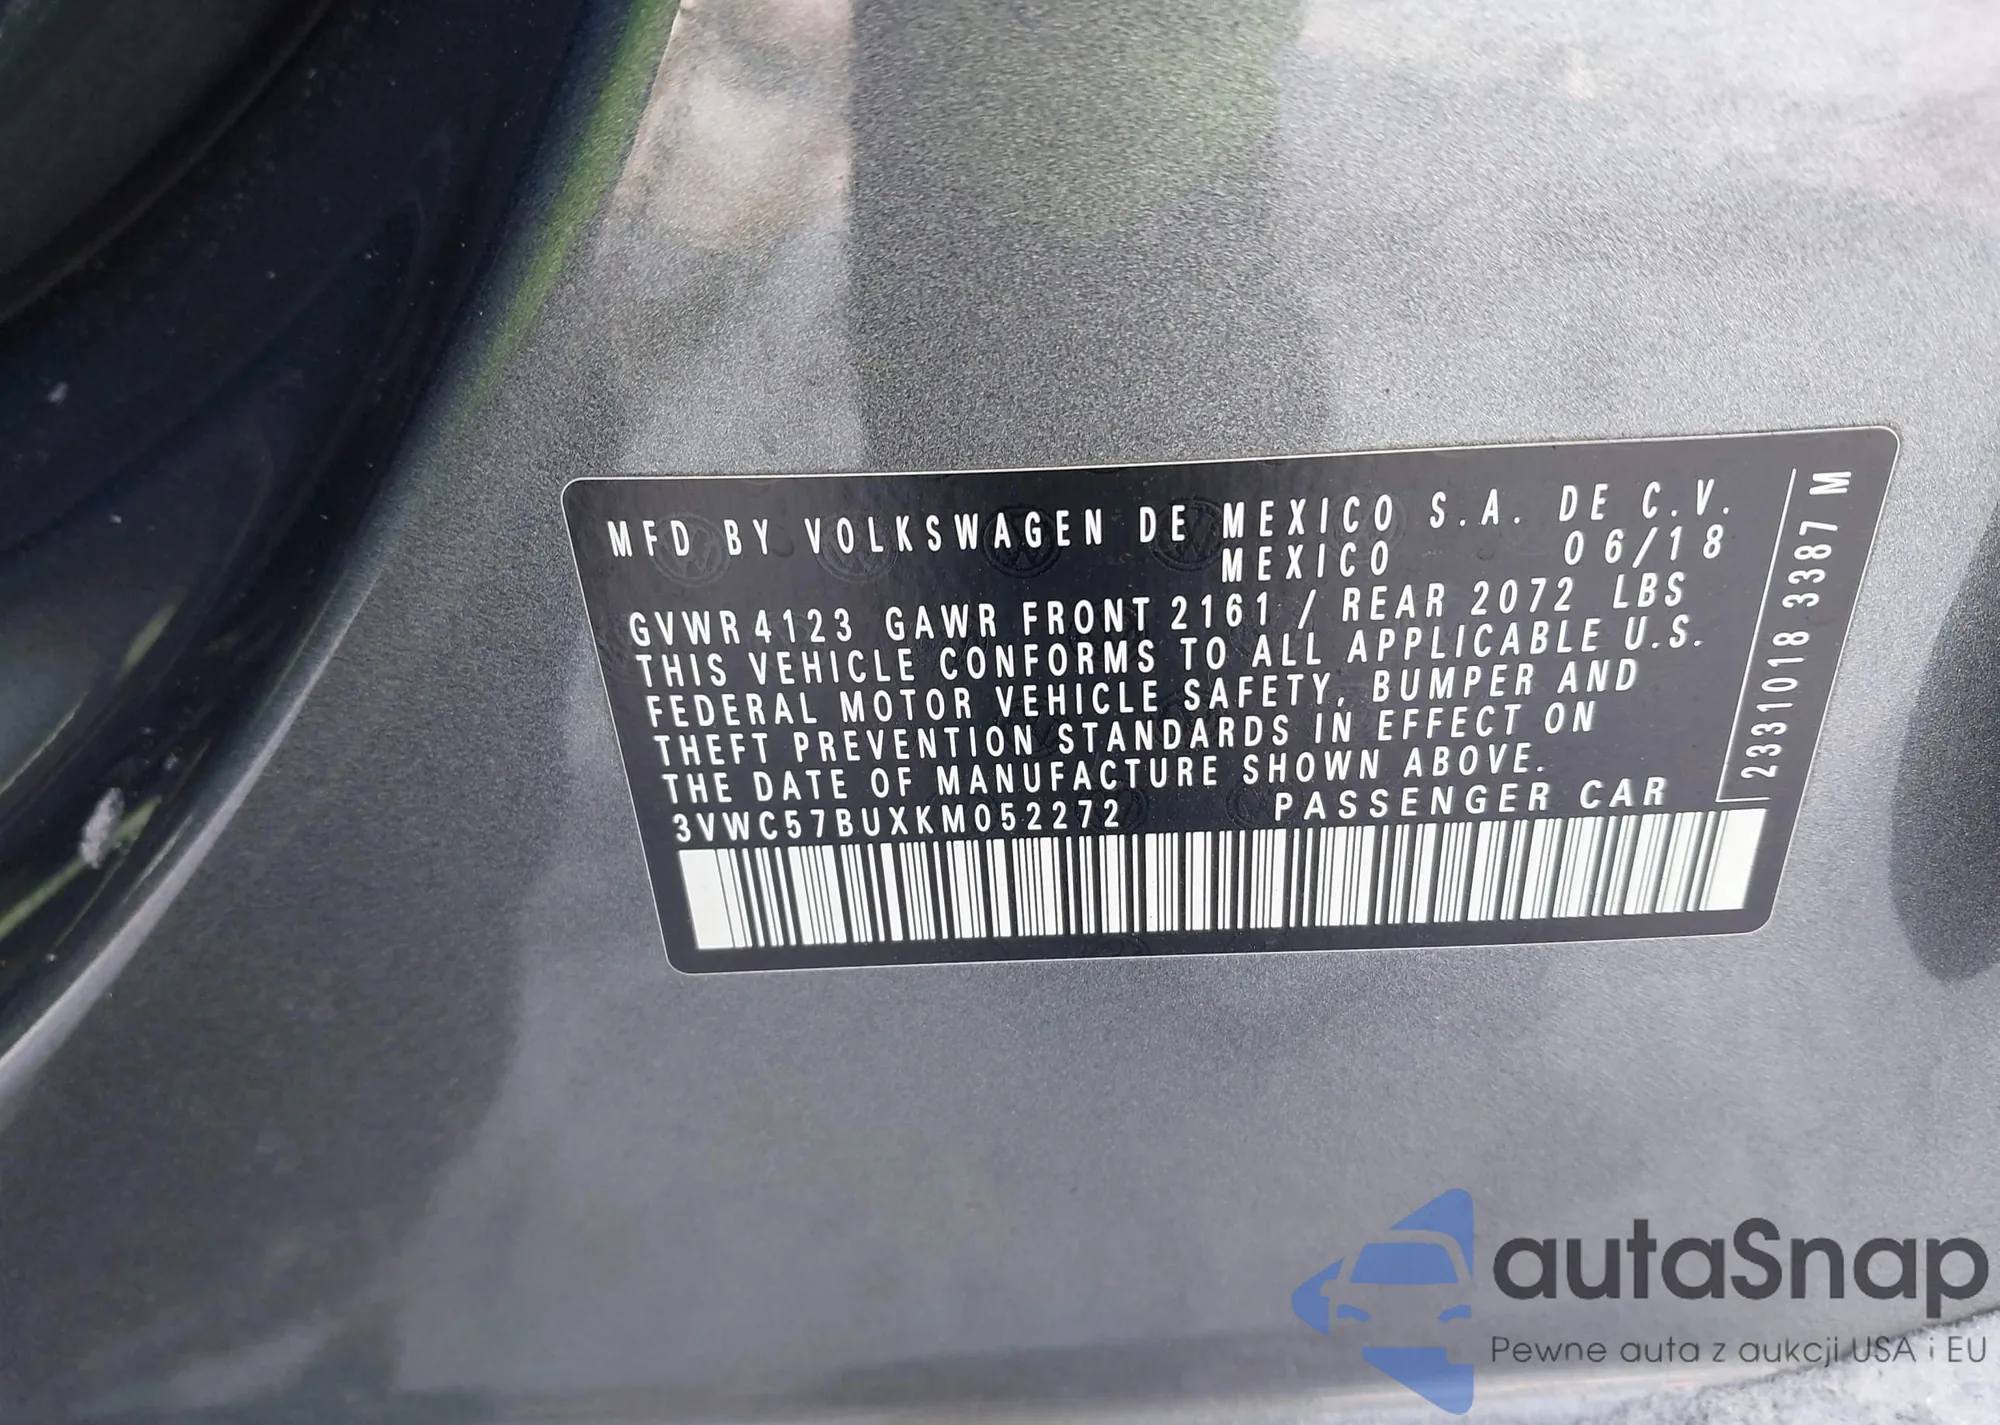 MFD BY VOLKSWAGEN DE MEXICO S.A. DE C.V.
MEXICO 06/18
GVWR 4123 GAWR FRONT 2161 / REAR 2072 LBS
THIS VEHICLE CONFORMS TO ALL APPLICABLE U.S.
FEDERAL MOTOR VEHICLE SAFETY, BUMPER AND
THEFT PREVENTION STANDARDS IN EFFECT ON
THE DATE OF MANUFACTURE SHOWN ABOVE.
3VWC57BUXKM052272 PASSENGER CAR
2331018 3387 M
autaSnap
Pewne auta z aukcji USA i EU